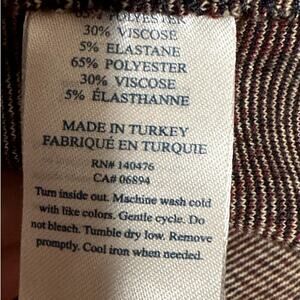 65% POLYESTER
30% VISCOSE
5% ELASTANE
65% POLYESTER
30% VISCOSE
5% ÉLASTHANNE
MADE IN TURKEY
FABRIQUÉ EN TURQUIE
RN# 140476
CA# 06894
Turn inside out. Machine wash cold
with like colors. Gentle cycle. Do
not bleach. Tumble dry low. Remove
promptly. Cool iron when needed.